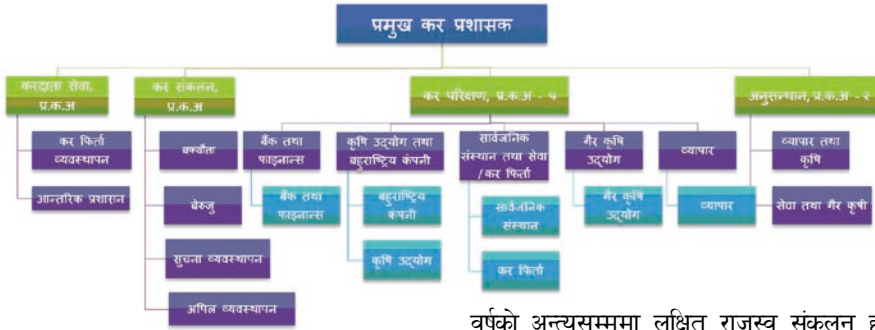 प्रमुख कर प्रशासक
करदाता सेवा,
प्र.क.अ
कर संकलन,
प्र.क.अ
कर परिक्षण, प्र.क.अ - ५
अनुसन्धान, प्र.क.अ - २
कर फिर्ता
व्यवस्थापन
आन्तरिक प्रशासन
बक्यौता
बेरुजु
सुचना व्यवस्थापन
अपिल व्यवस्थापन
बैंक तथा
फाइनान्स
बैंक तथा
फाइनान्स
कृषि उद्योग तथा
बहुराष्ट्रिय कंपनी
बहुराष्ट्रिय
कंपनी
कृषि उद्योग
सार्वजनिक
संस्थान तथा सेवा
/कर फिर्ता
सार्वजनिक
संस्थान
कर फिर्ता
गैर कृषि
उद्योग
गैर कृषि
उद्योग
व्यापार
व्यापार
व्यापार तथा
कृषि
सेवा तथा गैर कृषी
वर्षको अन्त्यसम्ममा लक्षित राजस्व संकलन